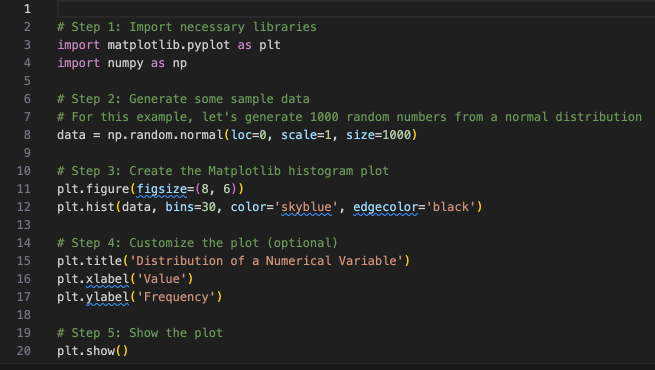 1
2 # Step 1: Import necessary libraries
3 import matplotlib.pyplot as plt
4 import numpy as np
5
6 # Step 2: Generate some sample data
7 # For this example, let's generate 1000 random numbers from a normal distribution
8 data = np.random.normal(loc=0, scale=1, size=1000)
9
10 # Step 3: Create the Matplotlib histogram plot
11 plt.figure(figsize=(8, 6))
12 plt.hist(data, bins=30, color='skyblue', edgecolor='black')
13
14 # Step 4: Customize the plot (optional)
15 plt.title('Distribution of a Numerical Variable')
16 plt.xlabel('Value')
17 plt.ylabel('Frequency')
18
19 # Step 5: Show the plot
20 plt.show()